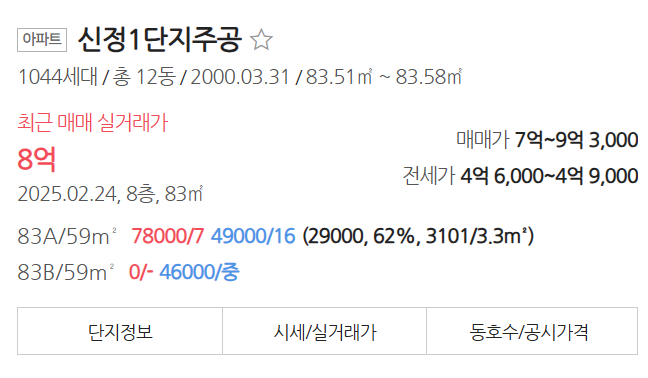 아파트 신정1단지주공 ☆
1044세대 / 총 12동 / 2000.03.31 / 83.51㎡ ~ 83.58㎡
최근 매매 실거래가
8억
2025.02.24, 8층, 83㎡
매매가 7억~9억 3,000
전세가 4억 6,000~4억 9,000
83A/59m² 78000/7 49000/16 (29000, 62%, 3101/3.3m²)
83B/59m² 0/- 46000/중
단지정보 시세/실거래가 동호수/공시가격